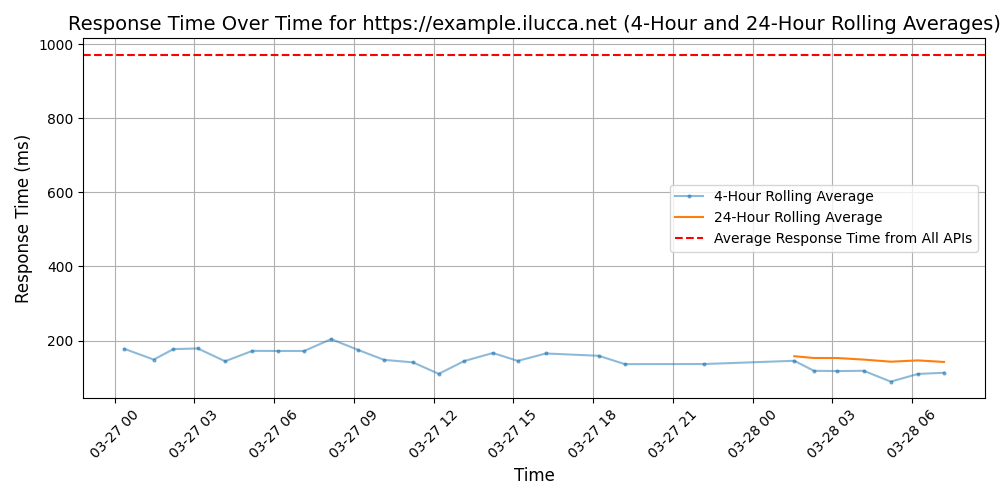 Response Time Over Time for https://example.ilucca.net (4-Hour and 24-Hour Rolling Averages)
Response Time (ms)
1000
800
600
400
200
4-Hour Rolling Average
24-Hour Rolling Average
Average Response Time from All APIs
03-27 00
03-27 03
03-27 06
03-27 09
03-27 12
03-27 15
03-27 18
03-27 21
03-28 00
03-28 03
03-28 06
Time